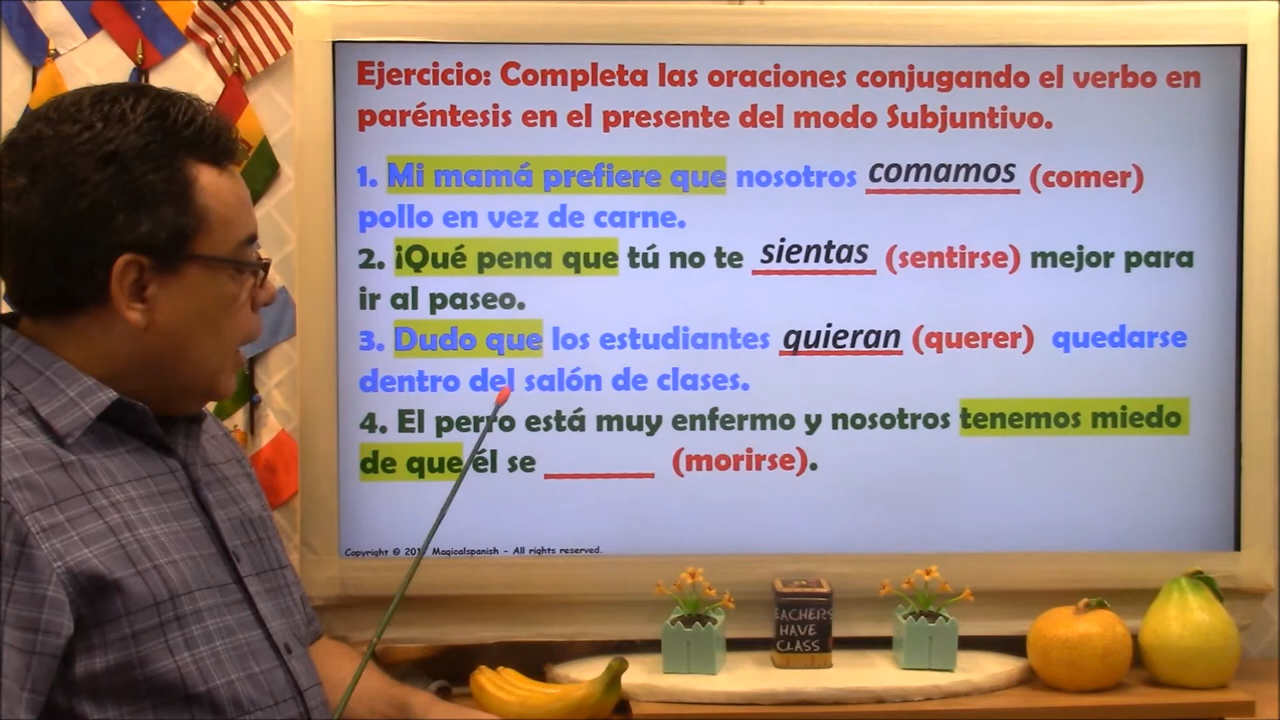 Ejercicio: Completa las oraciones conjugando el verbo en
paréntesis en el presente del modo Subjuntivo.
1. Mi mamá prefiere que nosotros comamos (comer)
pollo en vez de carne.
2. ¡Qué pena que tú no te sientas (sentirse) mejor para
ir al paseo.
3. Dudo que los estudiantes quieran (querer) quedarse
dentro del salón de clases.
4. El perro está muy enfermo y nosotros tenemos miedo
de que él se ______ (morirse).
Copyright © Magicalspanish - All rights reserved.
TEACHERS
HAVE
CLASS